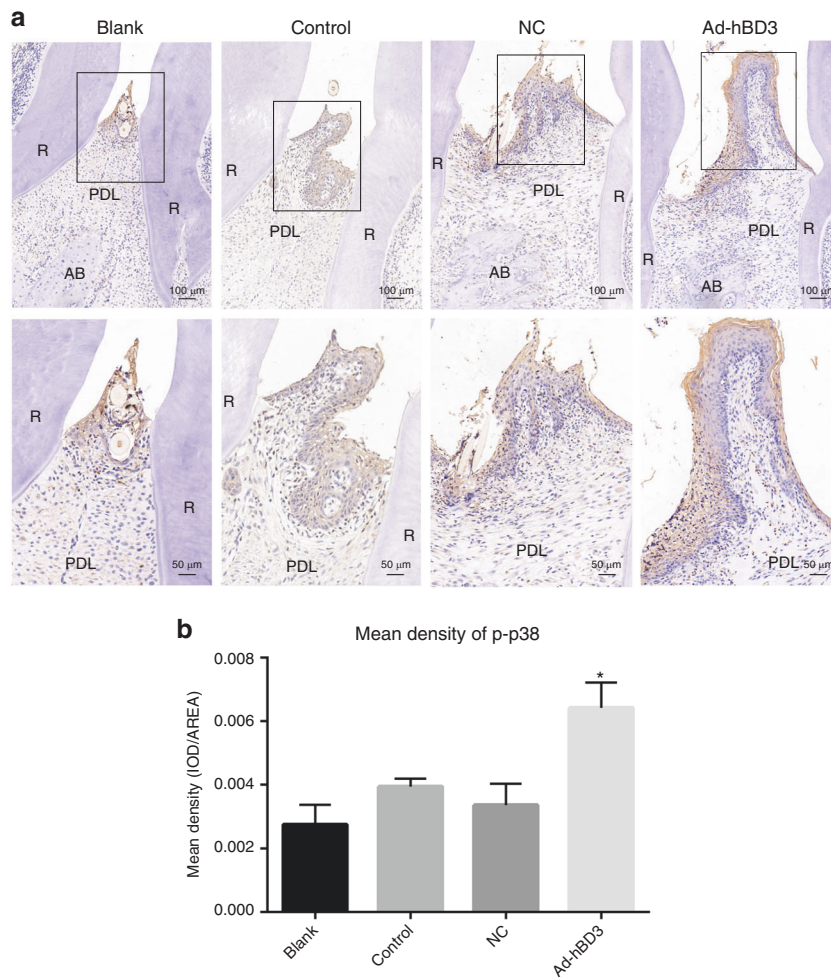 a
Blank Control NC Ad-hBD3
R PDL R AB 100 μm
R PDL R 100 μm
R PDL R AB 100 μm
R PDL R AB 100 μm
R R PDL 50 μm
R R PDL 50 μm
PDL 50 μm
PDL 50 μm
b
Mean density of p-p38
Mean density (IOD/AREA)
0.008
0.006
0.004
0.002
0.000
*
Blank Control NC Ad-hBD3